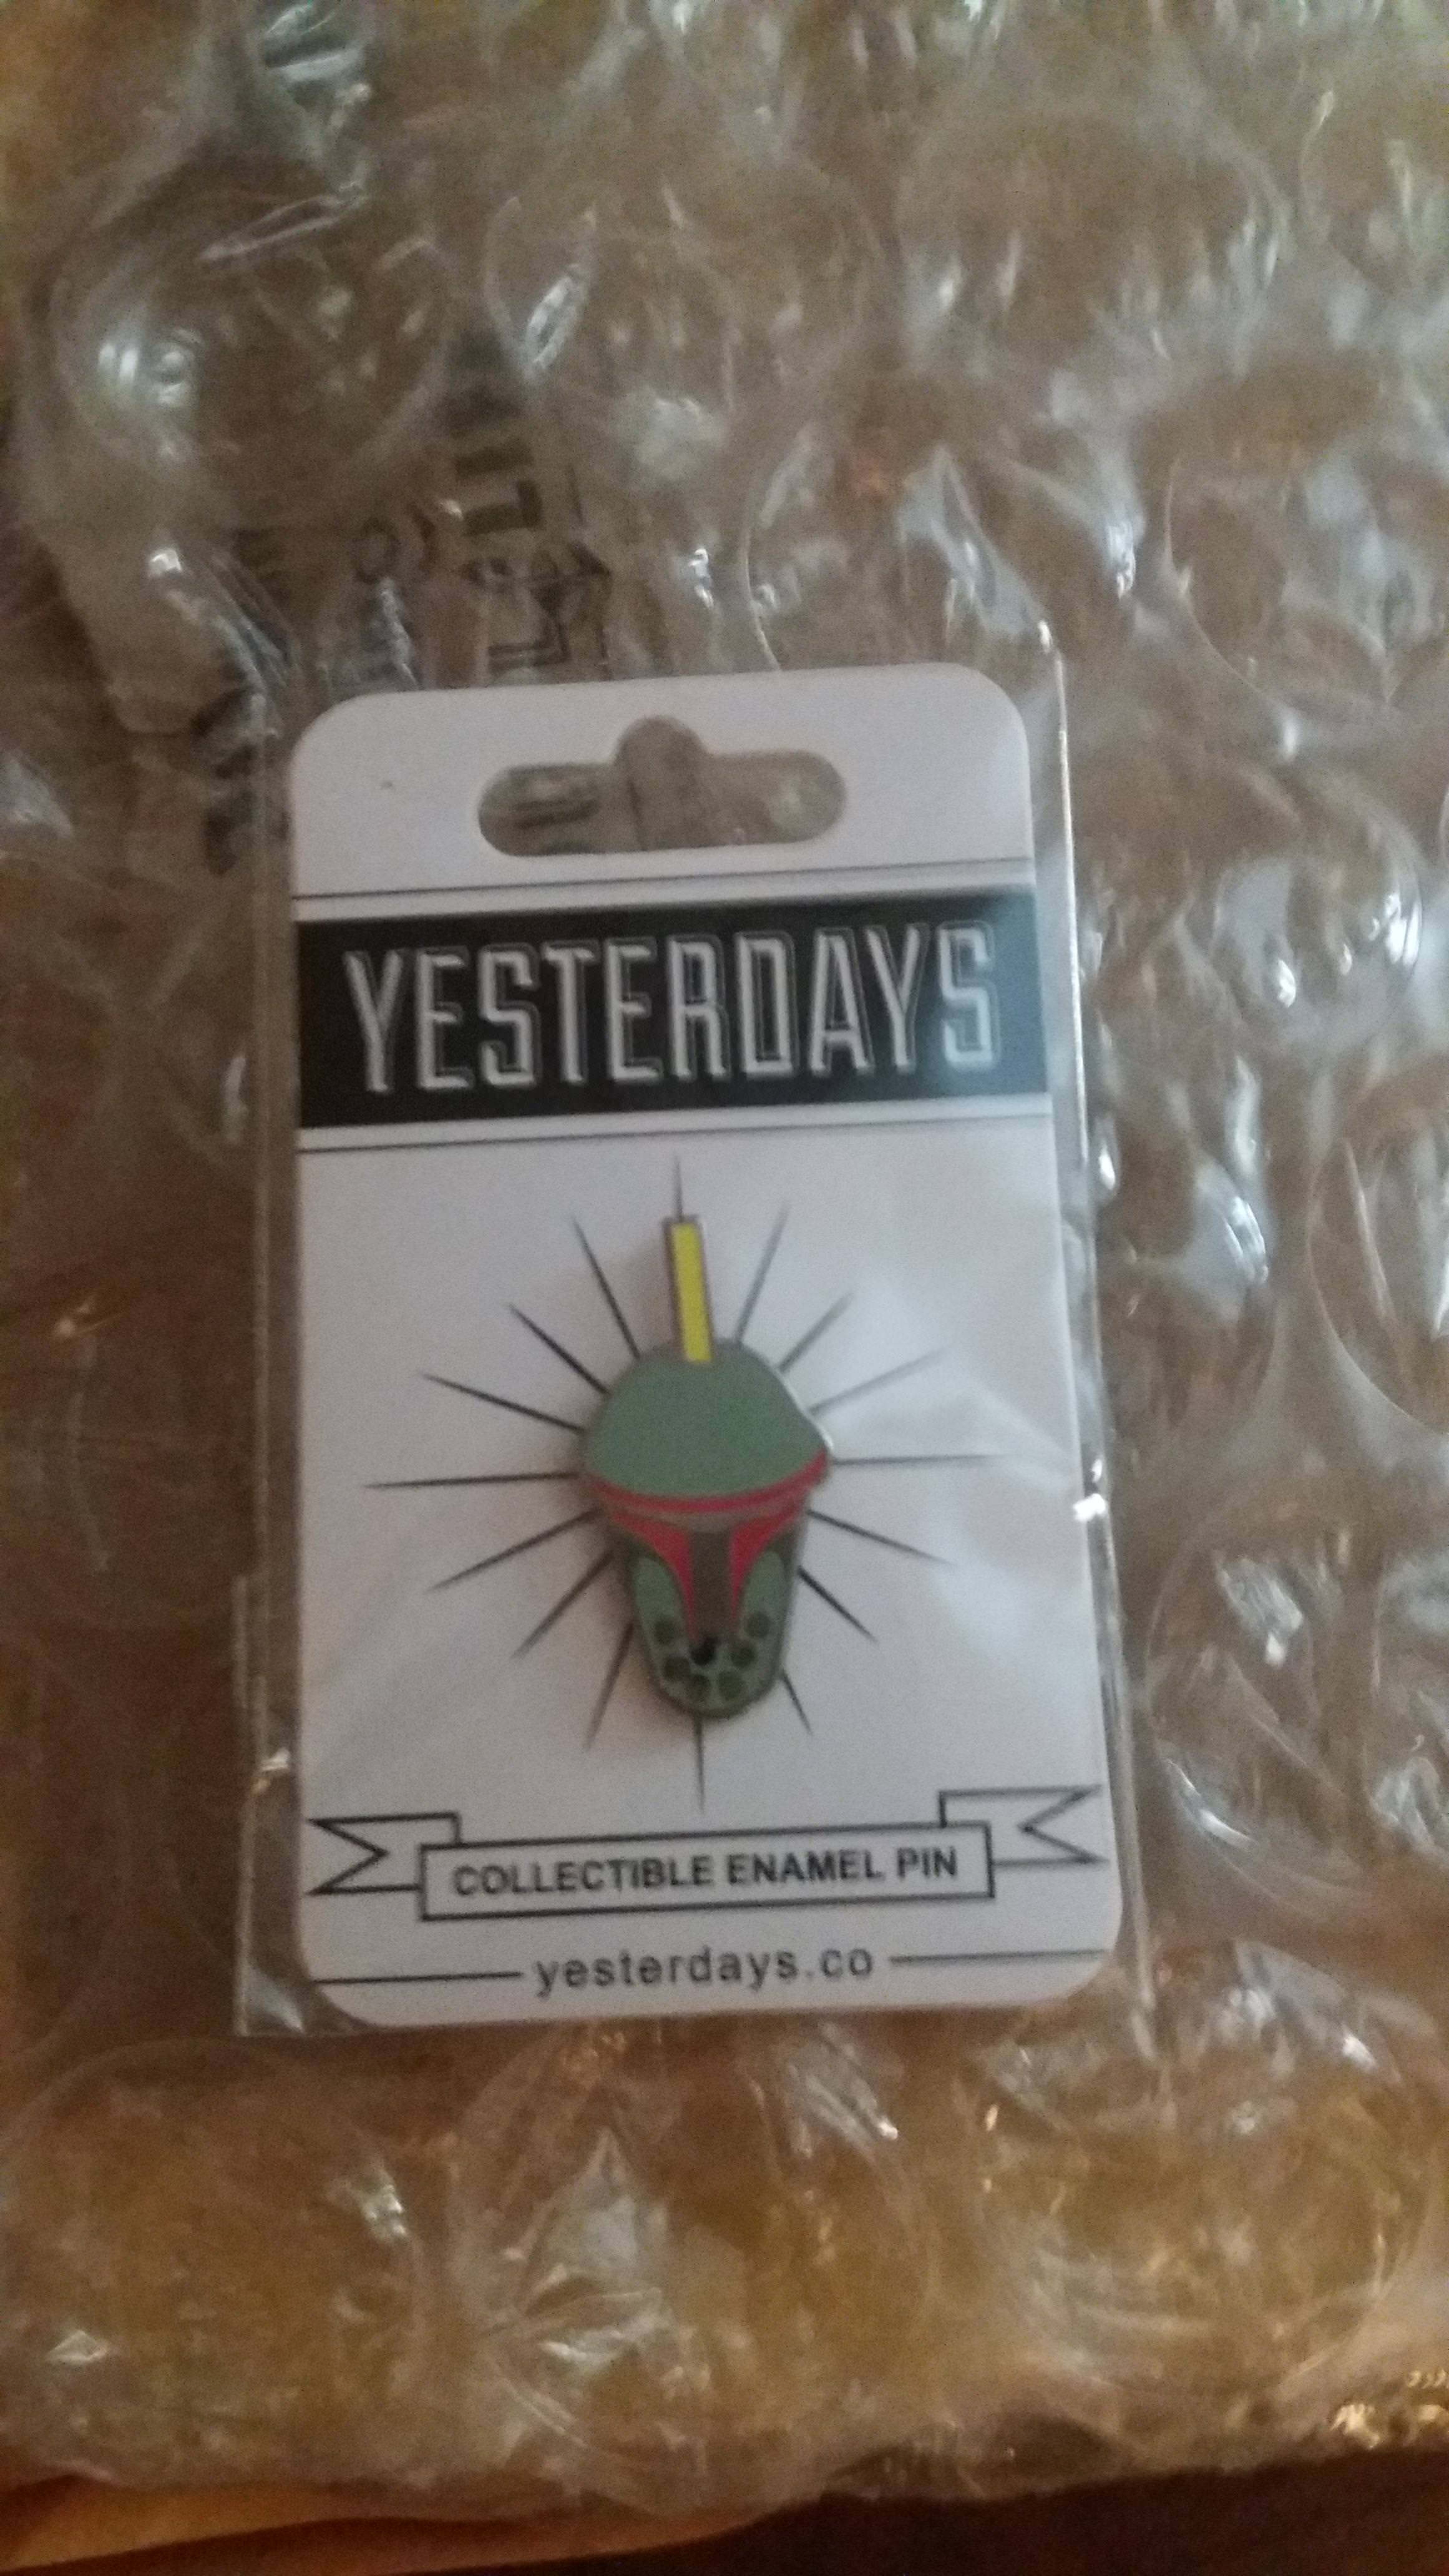 YESTERDAYS
COLLECTIBLE ENAMEL PIN
yesterdays.co